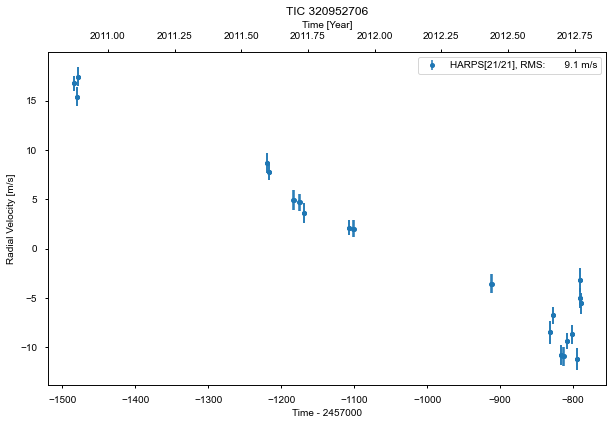 TIC 320952706
Time [Year]
2011.00 2011.25 2011.50 2011.75 2012.00 2012.25 2012.50 2012.75
HARPS[21/21], RMS: 9.1 m/s
15
10
5
0
−5
−10
Radial Velocity [m/s]
−1500 −1400 −1300 −1200 −1100 −1000 −900 −800
Time - 2457000